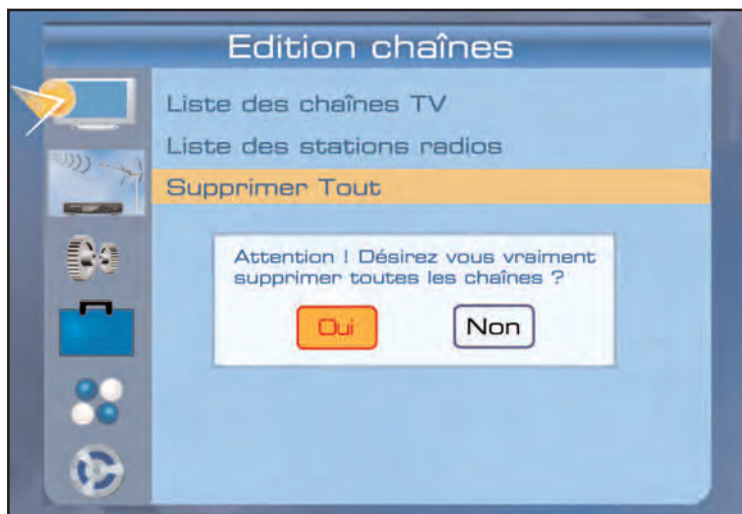 Edition chaînes
Liste des chaînes TV
Liste des stations radios
Supprimer Tout
Attention ! Désirez vous vraiment
supprimer toutes les chaînes ?
Oui
Non